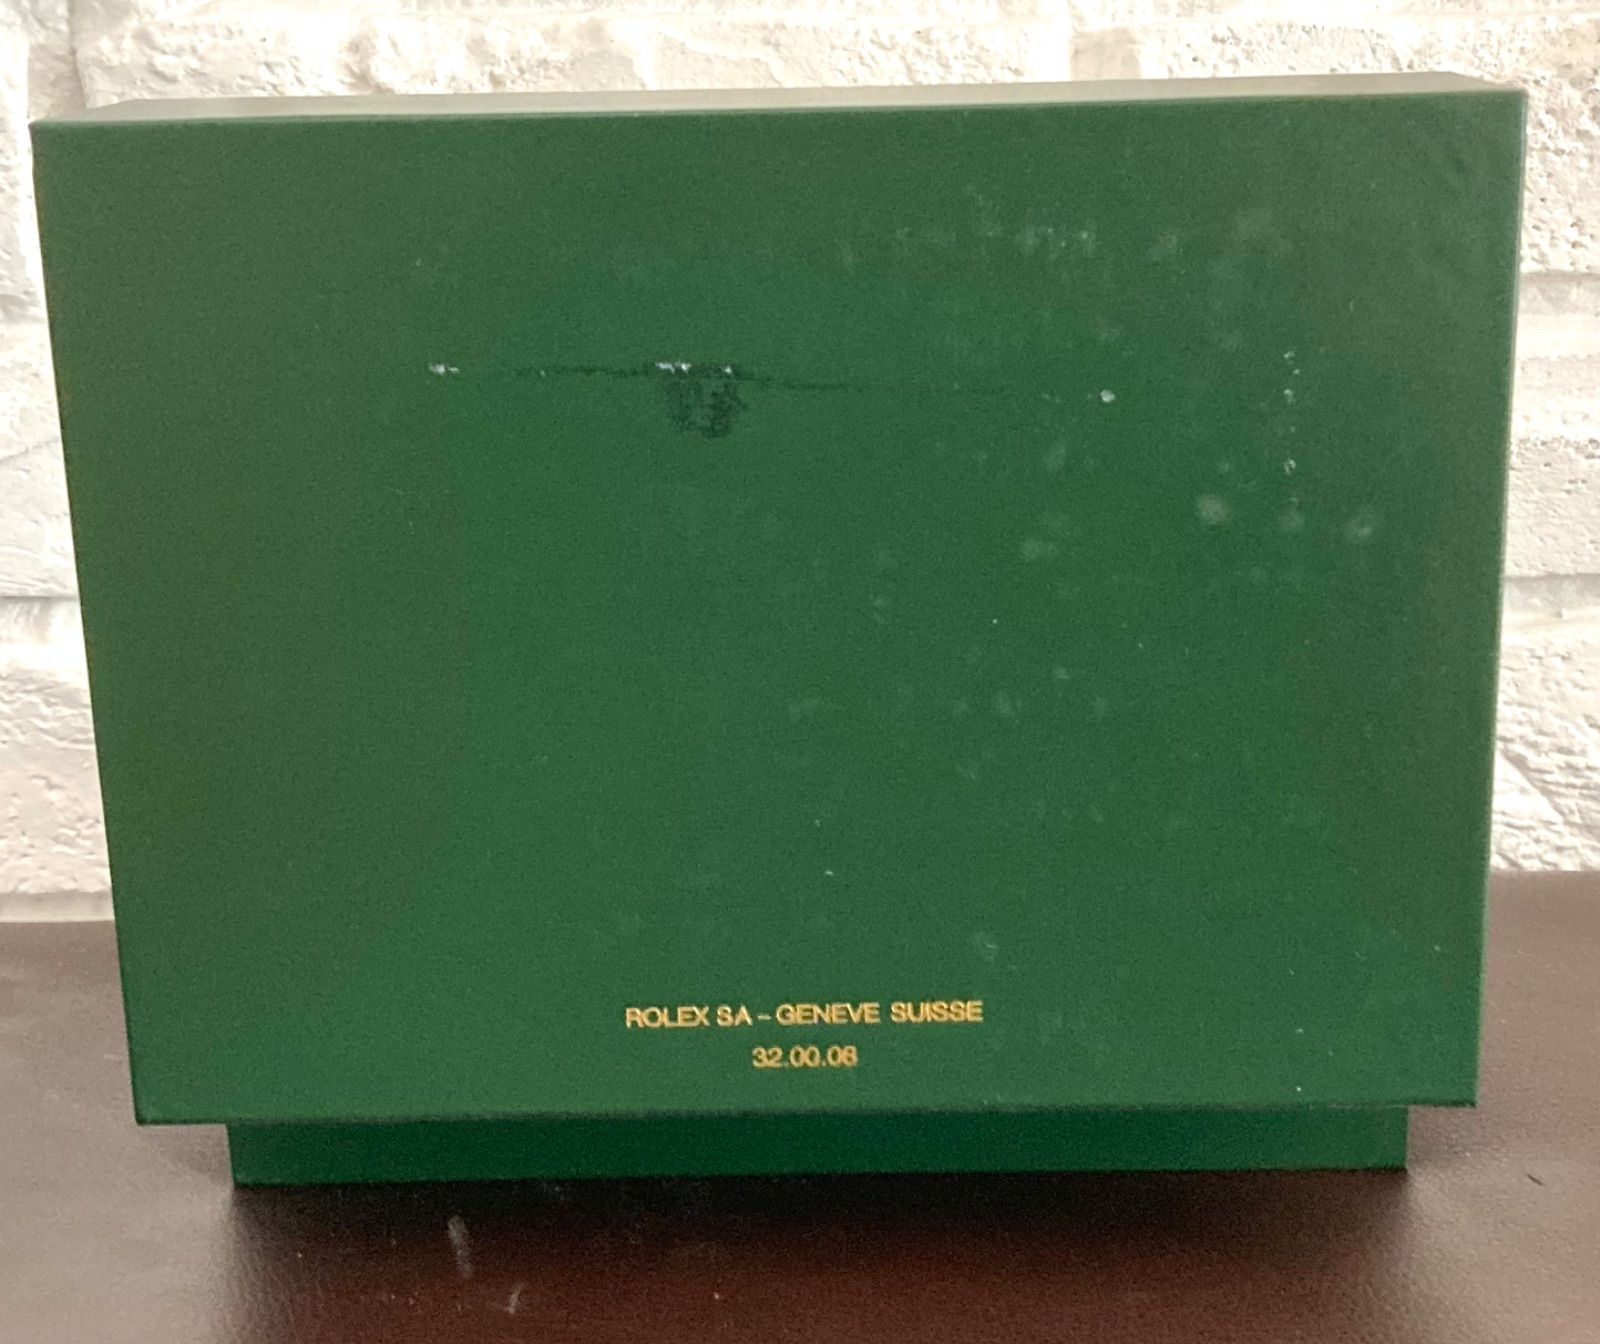 ROLEX SA - GENEVE SUISSE
32.00.08